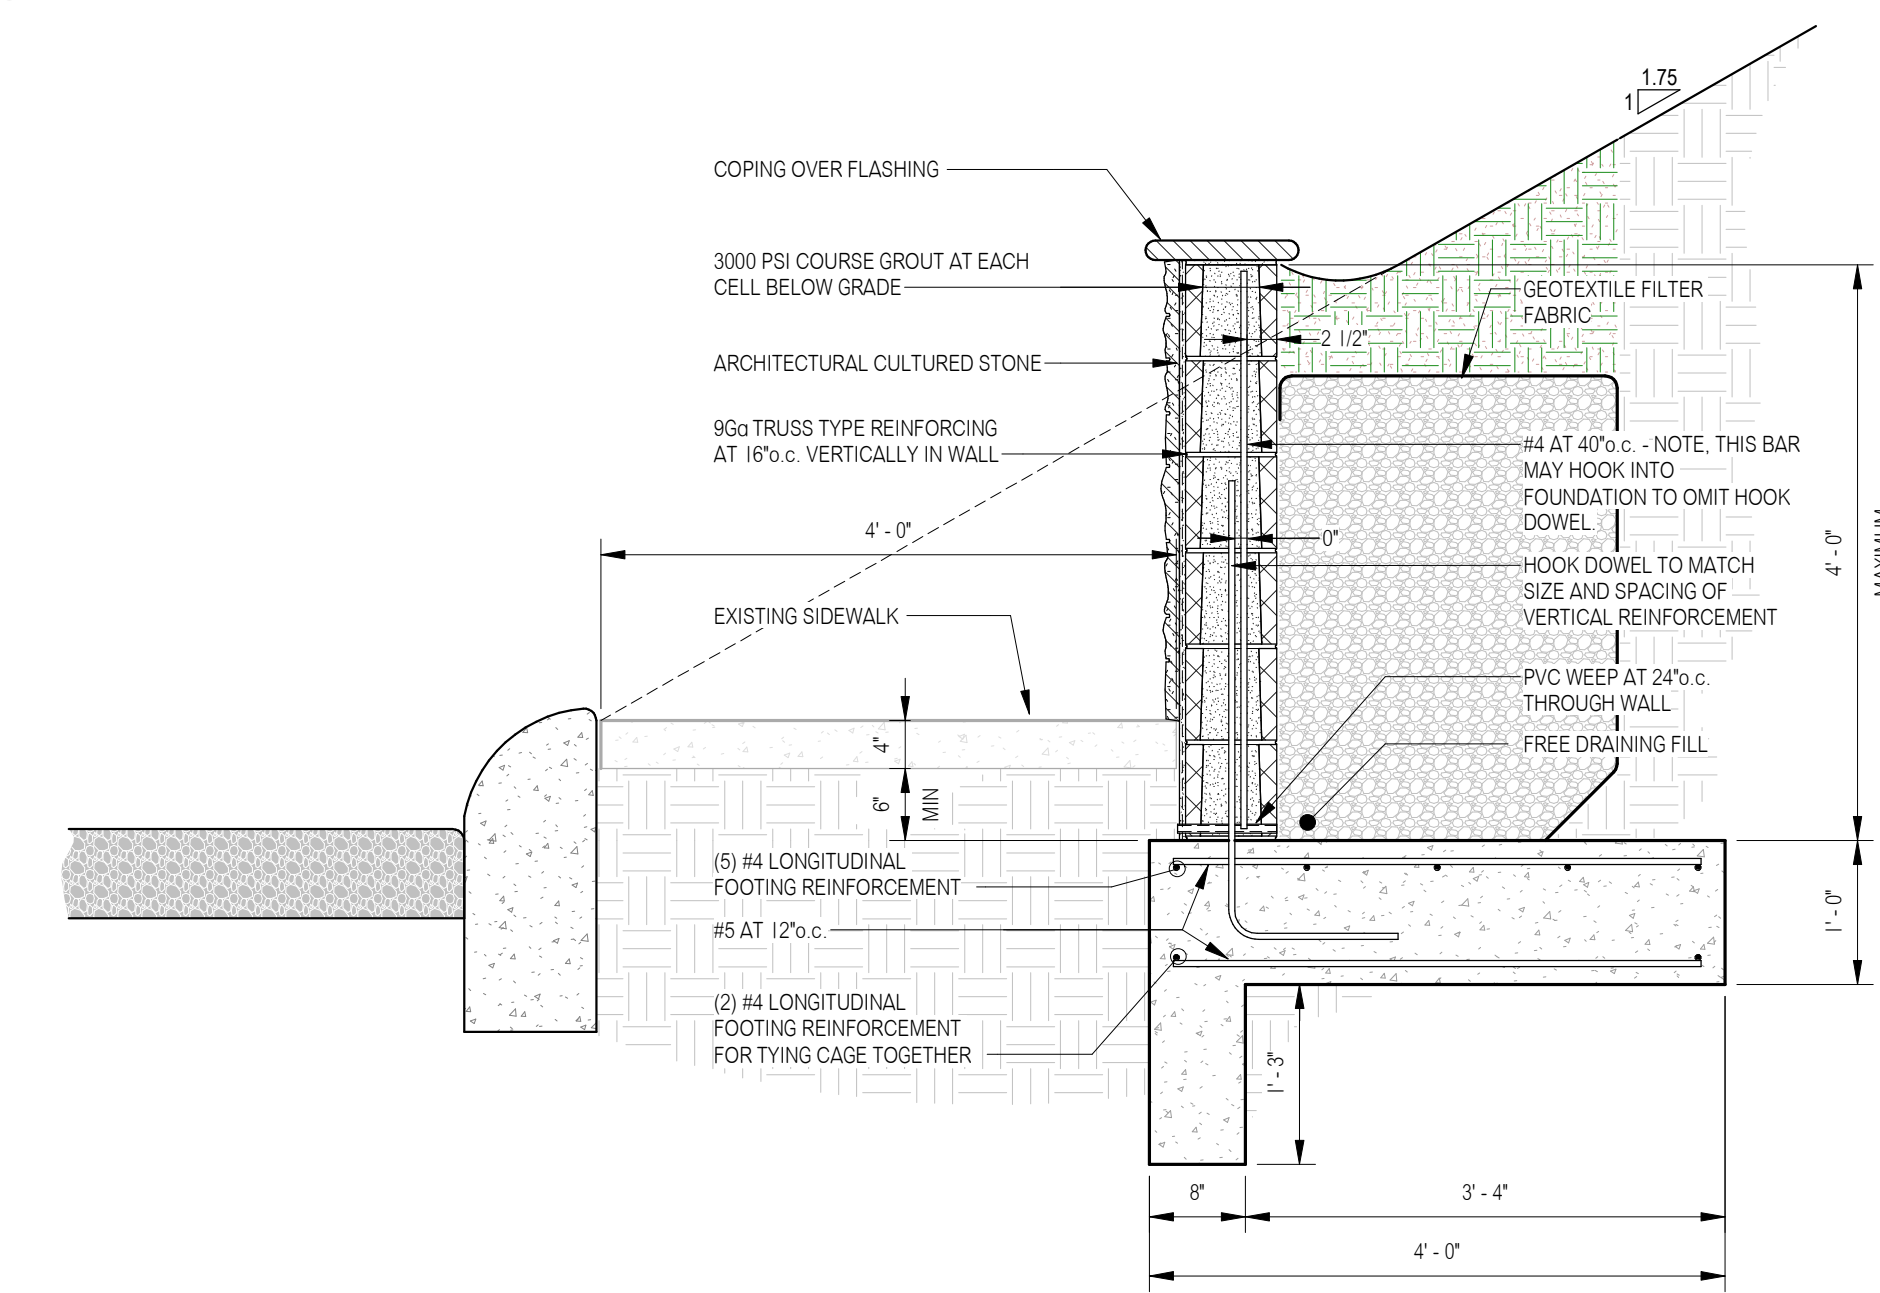 1.75
1
COPING OVER FLASHING
3000 PSI COURSE GROUT AT EACH
CELL BELOW GRADE
GEOTEXTILE FILTER
FABRIC
2 1/2"
ARCHITECTURAL CULTURED STONE
9Ga TRUSS TYPE REINFORCING
AT 16"o.c. VERTICALLY IN WALL
#4 AT 40"o.c. - NOTE, THIS BAR
MAY HOOK INTO
FOUNDATION TO OMIT HOOK
DOWEL.
4' - 0"
0"
4' - 0"
MAXIMUM
HOOK DOWEL TO MATCH
SIZE AND SPACING OF
VERTICAL REINFORCEMENT
EXISTING SIDEWALK
PVC WEEP AT 24"o.c.
THROUGH WALL
FREE DRAINING FILL
4"
6"
MIN
(5) #4 LONGITUDINAL
FOOTING REINFORCEMENT
#5 AT 12"o.c.
1' - 0"
(2) #4 LONGITUDINAL
FOOTING REINFORCEMENT
FOR TYING CAGE TOGETHER
1' - 3"
8"
3' - 4"
4' - 0"